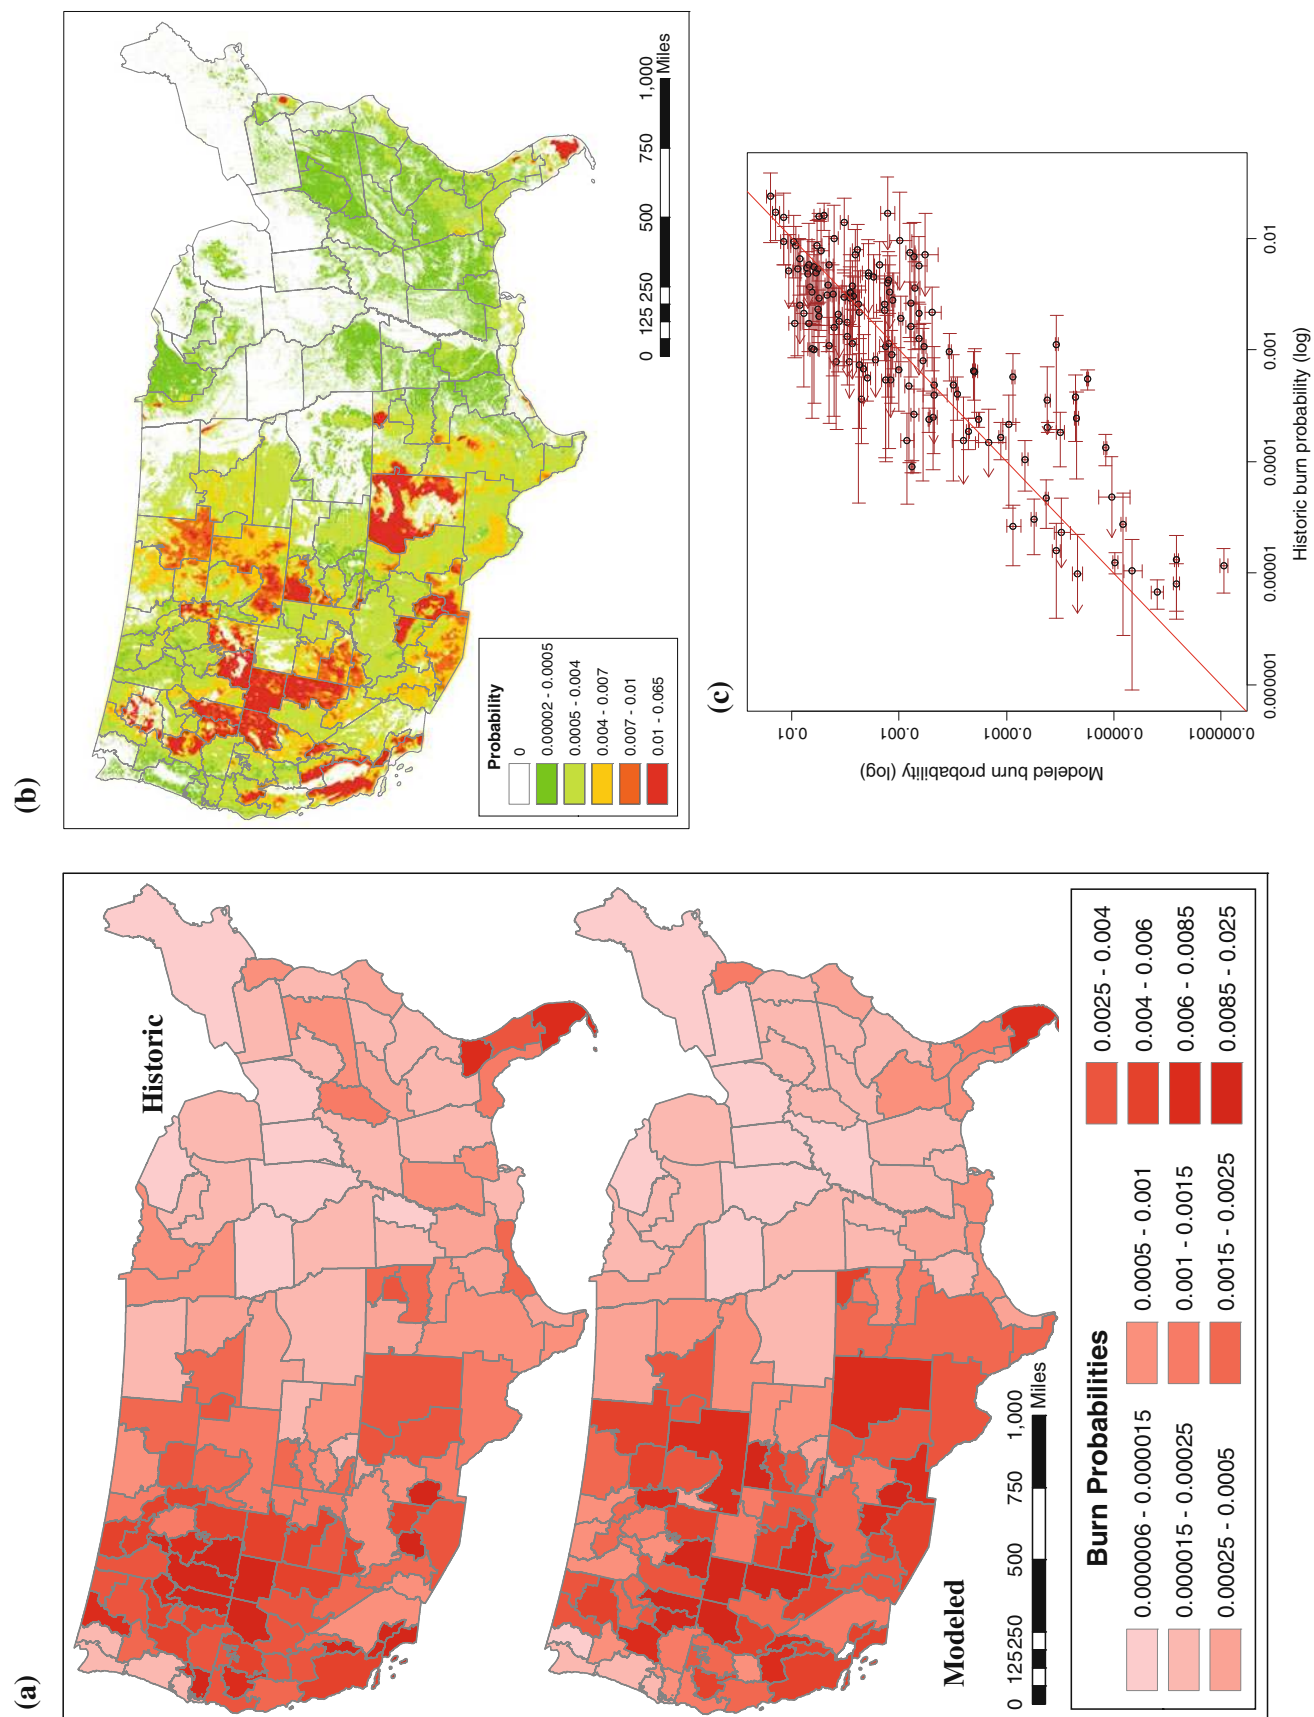 (a)
Historic
Modeled
0 125250 500 750 1,000
Miles
Burn Probabilities
0.000006 - 0.000015
0.000015 - 0.00025
0.00025 - 0.0005
0.0005 - 0.001
0.001 - 0.0015
0.0015 - 0.0025
0.0025 - 0.004
0.004 - 0.006
0.006 - 0.0085
0.0085 - 0.025
(b)
Probability
0
0.00002 - 0.0005
0.0005 - 0.004
0.004 - 0.007
0.007 - 0.01
0.01 - 0.065
0 125 250 500 750 1,000
Miles
(c)
Modeled burn probability (log)
0.01
0.001
0.0001
0.00001
0.000001
0.000001 0.00001 0.0001 0.001 0.01
Historic burn probability (log)